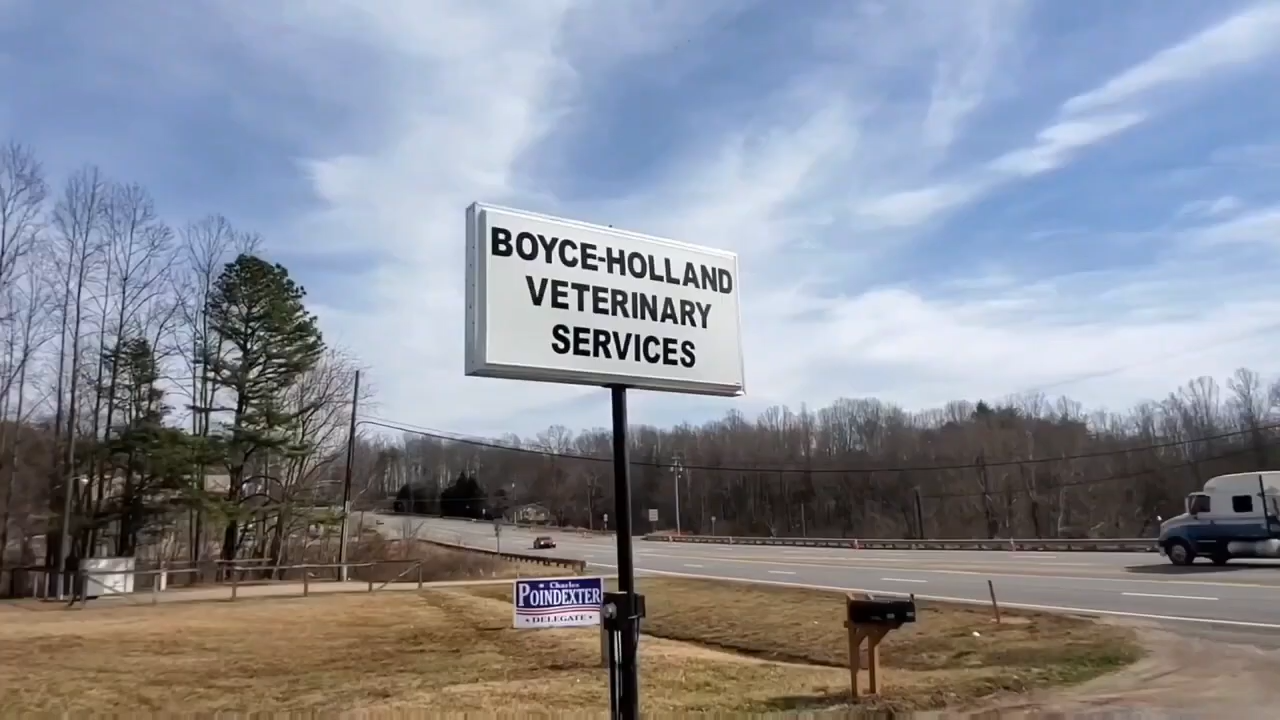 BOYCE-HOLLAND
VETERINARY
SERVICES
Charles
POINDEXTER
DELEGATE